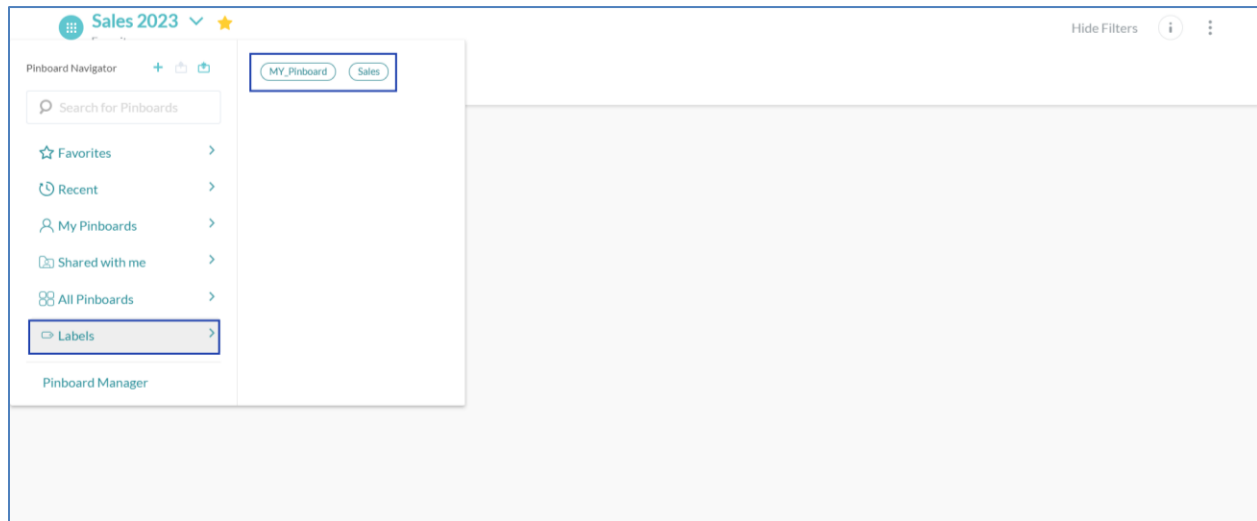 Sales 2023
Hide Filters
Pinboard Navigator
MY_Pinboard Sales
Search for Pinboards
Favorites
Recent
My Pinboards
Shared with me
All Pinboards
Labels
Pinboard Manager